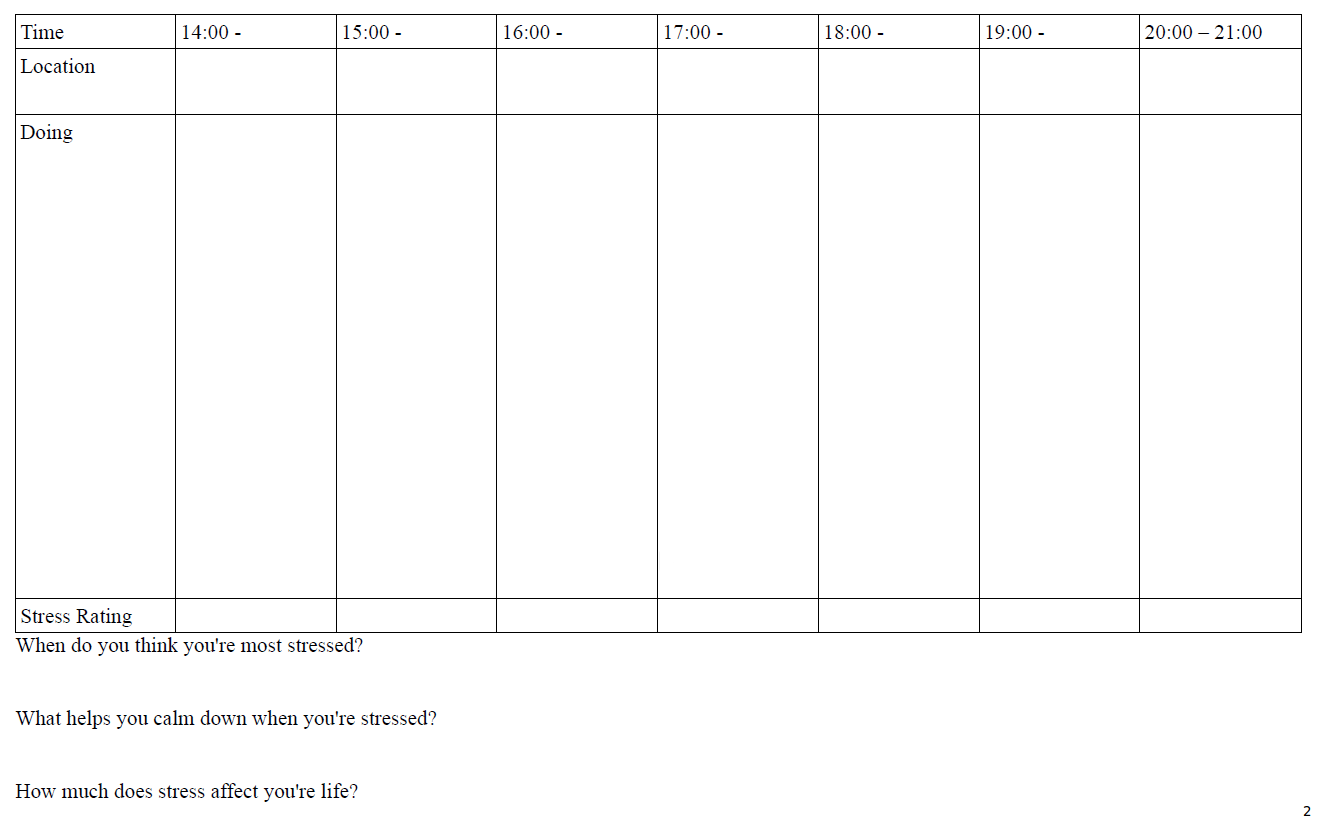 Time 14:00 - 15:00 - 16:00 - 17:00 - 18:00 - 19:00 - 20:00 – 21:00
Location
Doing
Stress Rating
When do you think you're most stressed?
What helps you calm down when you're stressed?
How much does stress affect you're life?
2